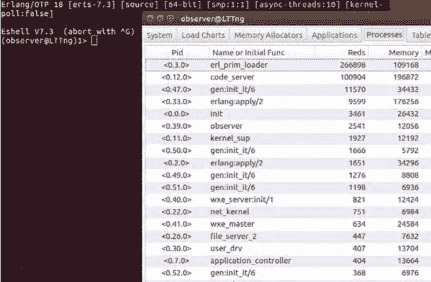 Erlang/OTP 18 [erts-7.3] [source] [64-bit] [smp:1:1] [async-threads:10] [kernel-
poll:false]
Eshell V7.3 (abort with ^G)
(observer@LTTng)1>
observer@LTTng
System Load Charts Memory Allocators Applications Processes Table
Pid Name or Initial Func Reds Memory M
<0.3.0> erl_prim_loader 266898 109168
<0.12.0> code_server 100904 196872
<0.47.0> gen:init_it/6 11570 34432
<0.33.0> erlang:apply/2 9599 176256
<0.0.0> init 3461 26432
<0.39.0> observer 2541 12056
<0.11.0> kernel_sup 1927 12192
<0.50.0> gen:init_it/6 1666 5792
<0.2.0> erlang:apply/2 1651 34296
<0.49.0> gen:init_it/6 1276 8808
<0.51.0> gen:init_it/6 1198 6936
<0.40.0> wxe_server:init/1 821 12424
<0.22.0> net_kernel 751 6984
<0.41.0> wxe_master 634 24584
<0.26.0> file_server_2 447 7632
<0.30.0> user_drv 407 13704
<0.7.0> application_controller 404 13664
<0.52.0> gen:init_it/6 368 6976